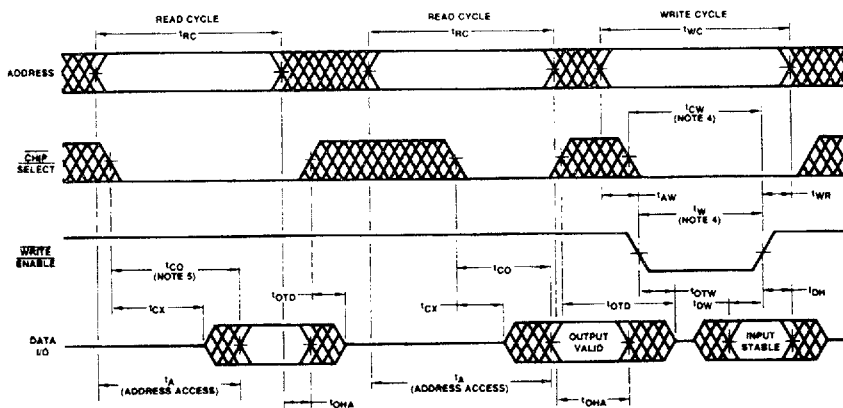 READ CYCLE
tRC
READ CYCLE
tRC
WRITE CYCLE
tWC
ADDRESS
tCW
(NOTE 4)
CHIP
SELECT
tAW
tWR
tW
(NOTE 4)
WRITE
ENABLE
tCO
(NOTE 5)
tCO
tCX
tOTD
tCX
tOTD
tOTW
tDW
tDH
DATA
I/O
OUTPUT
VALID
INPUT
STABLE
tA
(ADDRESS ACCESS)
tOHA
tA
(ADDRESS ACCESS)
tOHA